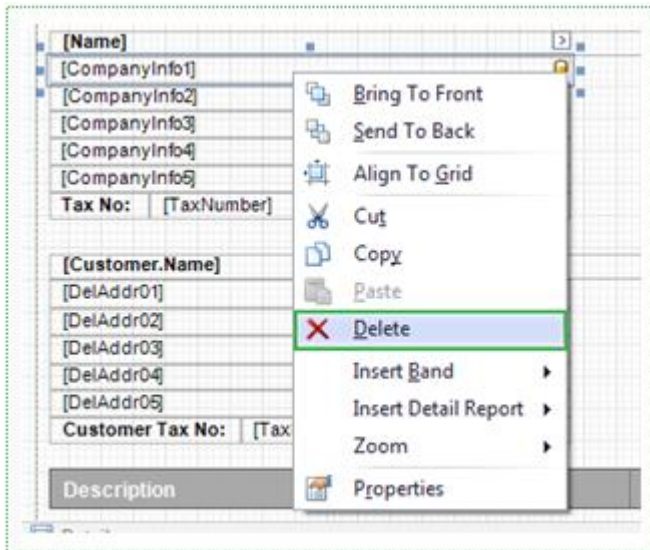 [Name]
[CompanyInfo1]
[CompanyInfo2]
[CompanyInfo3]
[CompanyInfo4]
[CompanyInfo5]
Tax No: [TaxNumber]
[Customer.Name]
[DelAddr01]
[DelAddr02]
[DelAddr03]
[DelAddr04]
[DelAddr05]
Customer Tax No: [Tax
Description
Bring To Front
Send To Back
Align To Grid
Cut
Copy
Paste
Delete
Insert Band
Insert Detail Report
Zoom
Properties